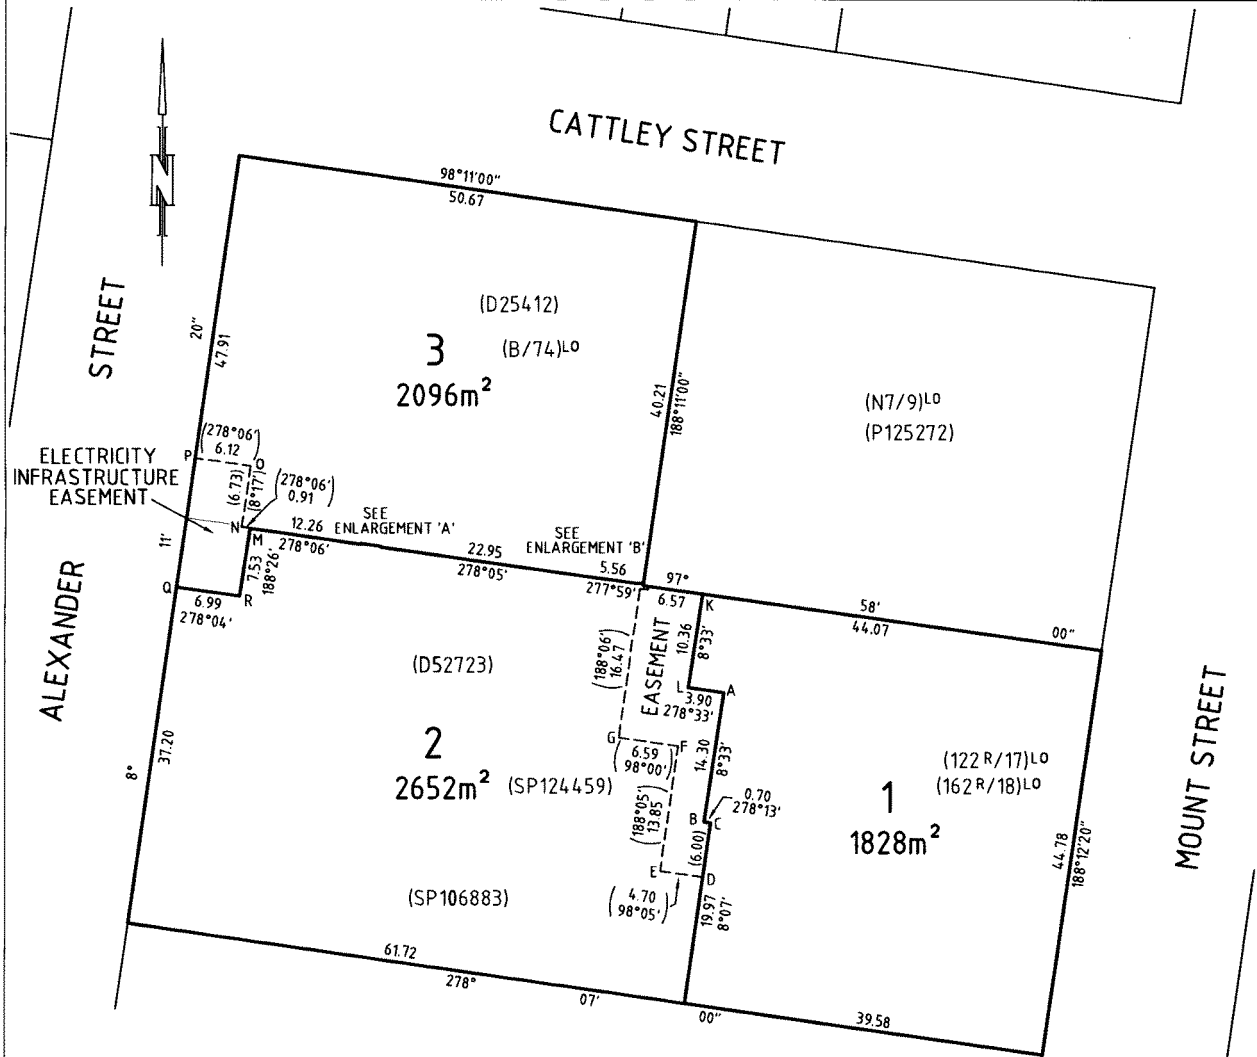 CATTLEY STREET
98°11'00"
50.67
N
STREET
20"
47.91
(D25412)
3
(B/74)LO
2096m²
40.21
188°11'00"
(N7/9)LO
(P125272)
(278°06')
6.12
P
O
ELECTRICITY
INFRASTRUCTURE
EASEMENT
(6.73)
(8°17')
(278°06')
0.91
N
M
12.26
278°06'
SEE
ENLARGEMENT 'A'
22.95
278°05'
SEE
ENLARGEMENT 'B'
5.56
277°59'
97°
6.57
K
58'
44.07
00"
11'
7.53
188°26'
Q
R
6.99
278°04'
ALEXANDER
(D52723)
(188°06')
16.47
EASEMENT
10.36
8°33'
L
A
3.90
278°33'
G
F
6.59
98°00'
14.30
8°33'
MOUNT STREET
2
2652m²
(SP124459)
37.20
8°
(188°05')
13.85
0.70
278°13'
B
C
(6.00)
(122R/17)LO
(162R/18)LO
1
1828m²
44.78
188°12'20"
E
D
4.70
98°05'
19.97
8°07'
(SP106883)
61.72
278°
07'
00"
39.58